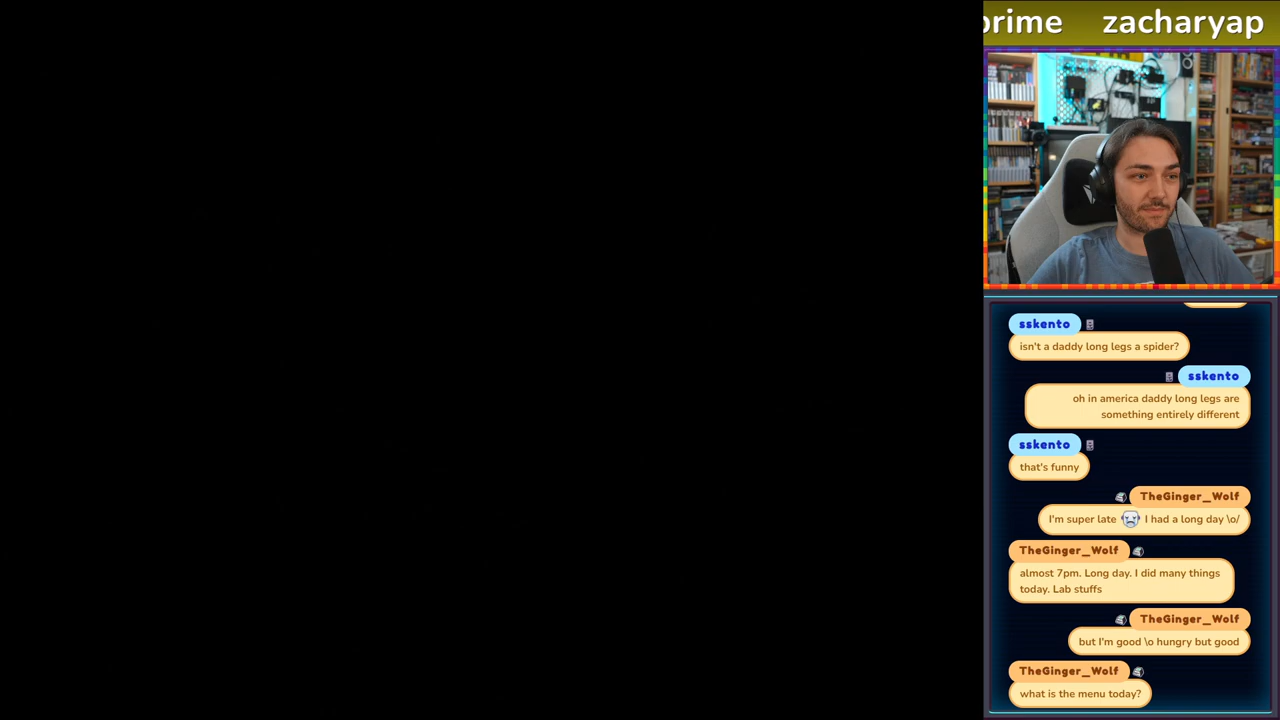 prime zacharyap
sskento
isn't a daddy long legs a spider?
sskento
oh in america daddy long legs are
something entirely different
sskento
that's funny
TheGinger_Wolf
I'm super late I had a long day \o/
TheGinger_Wolf
almost 7pm. Long day. I did many things
today. Lab stuffs
TheGinger_Wolf
but I'm good \o hungry but good
TheGinger_Wolf
what is the menu today?